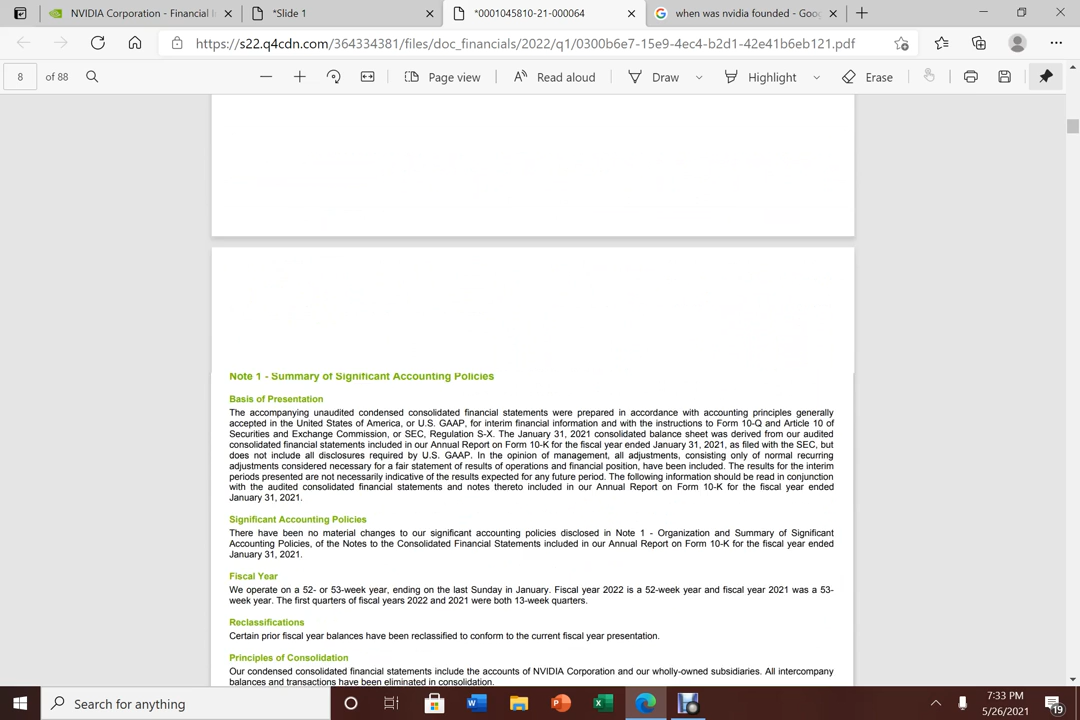 NVIDIA Corporation - Financial I
*Slide 1
*0001045810-21-000064
when was nvidia founded - Goo
https://s22.q4cdn.com/364334381/files/doc_financials/2022/q1/0300b6e7-15e9-4ec4-b2d1-42e41b6eb121.pdf
8 of 88
Page view
Read aloud
Draw
Highlight
Erase
Note 1 - Summary of Significant Accounting Policies
Basis of Presentation
The accompanying unaudited condensed consolidated financial statements were prepared in accordance with accounting principles generally
accepted in the United States of America, or U.S. GAAP, for interim financial information and with the instructions to Form 10-Q and Article 10 of
Securities and Exchange Commission, or SEC, Regulation S-X. The January 31, 2021 consolidated balance sheet was derived from our audited
consolidated financial statements included in our Annual Report on Form 10-K for the fiscal year ended January 31, 2021, as filed with the SEC, but
does not include all disclosures required by U.S. GAAP. In the opinion of management, all adjustments, consisting only of normal recurring
adjustments considered necessary for a fair statement of results of operations and financial position, have been included. The results for the interim
periods presented are not necessarily indicative of the results expected for any future period. The following information should be read in conjunction
with the audited consolidated financial statements and notes thereto included in our Annual Report on Form 10-K for the fiscal year ended
January 31, 2021.
Significant Accounting Policies
There have been no material changes to our significant accounting policies disclosed in Note 1 - Organization and Summary of Significant
Accounting Policies, of the Notes to the Consolidated Financial Statements included in our Annual Report on Form 10-K for the fiscal year ended
January 31, 2021.
Fiscal Year
We operate on a 52- or 53-week year, ending on the last Sunday in January. Fiscal year 2022 is a 52-week year and fiscal year 2021 was a 53-
week year. The first quarters of fiscal years 2022 and 2021 were both 13-week quarters.
Reclassifications
Certain prior fiscal year balances have been reclassified to conform to the current fiscal year presentation.
Principles of Consolidation
Our condensed consolidated financial statements include the accounts of NVIDIA Corporation and our wholly-owned subsidiaries. All intercompany
balances and transactions have been eliminated in consolidation.
Search for anything
7:33 PM
5/26/2021
19